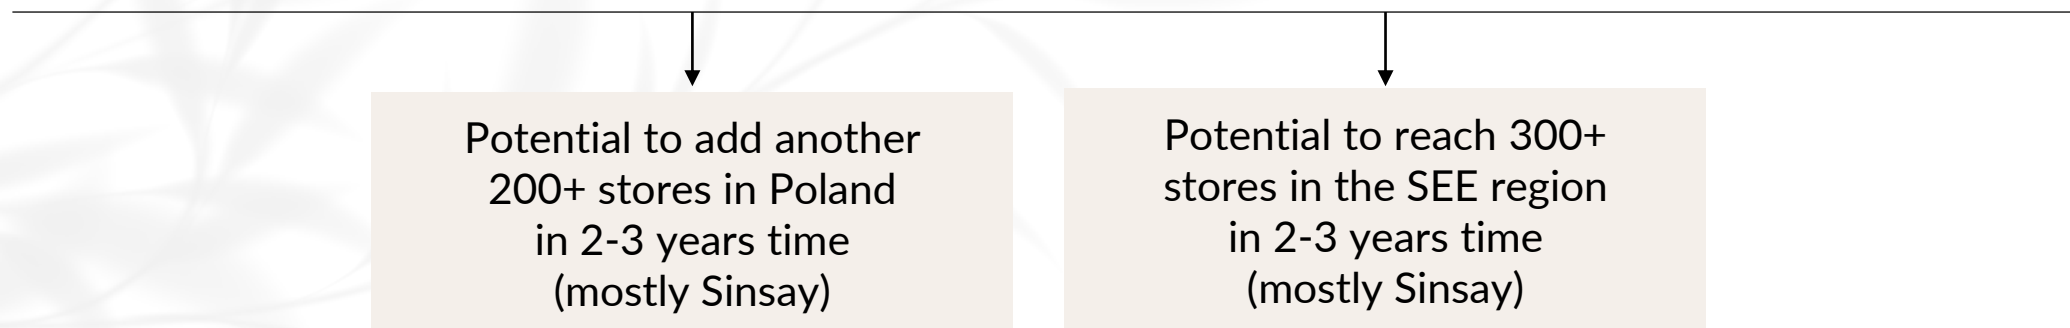 Potential to add another
200+ stores in Poland
in 2-3 years time
(mostly Sinsay)
Potential to reach 300+
stores in the SEE region
in 2-3 years time
(mostly Sinsay)